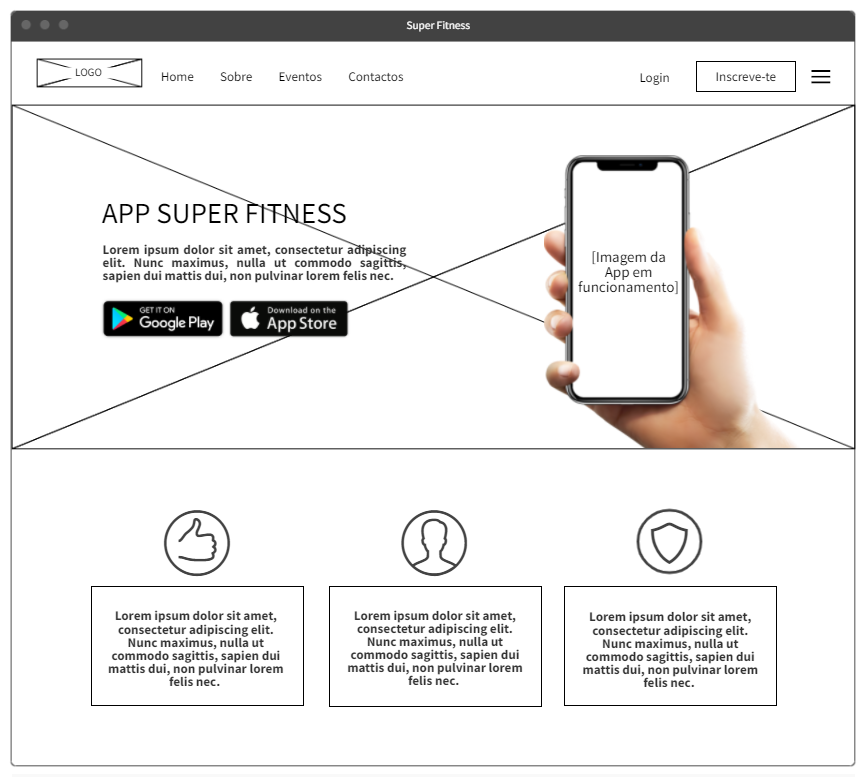 Super Fitness
LOGO
Home Sobre Eventos Contactos Login Inscreve-te
APP SUPER FITNESS
Lorem ipsum dolor sit amet, consectetur adipiscing
elit. Nunc maximus, nulla ut commodo sagittis,
sapien dui mattis dui, non pulvinar lorem felis nec.
GET IT ON
Google Play
Download on the
App Store
[Imagem da
App em
funcionamento]
Lorem ipsum dolor sit amet,
consectetur adipiscing elit.
Nunc maximus, nulla ut
commodo sagittis, sapien dui
mattis dui, non pulvinar lorem
felis nec.
Lorem ipsum dolor sit amet,
consectetur adipiscing elit.
Nunc maximus, nulla ut
commodo sagittis, sapien dui
mattis dui, non pulvinar lorem
felis nec.
Lorem ipsum dolor sit amet,
consectetur adipiscing elit.
Nunc maximus, nulla ut
commodo sagittis, sapien dui
mattis dui, non pulvinar lorem
felis nec.